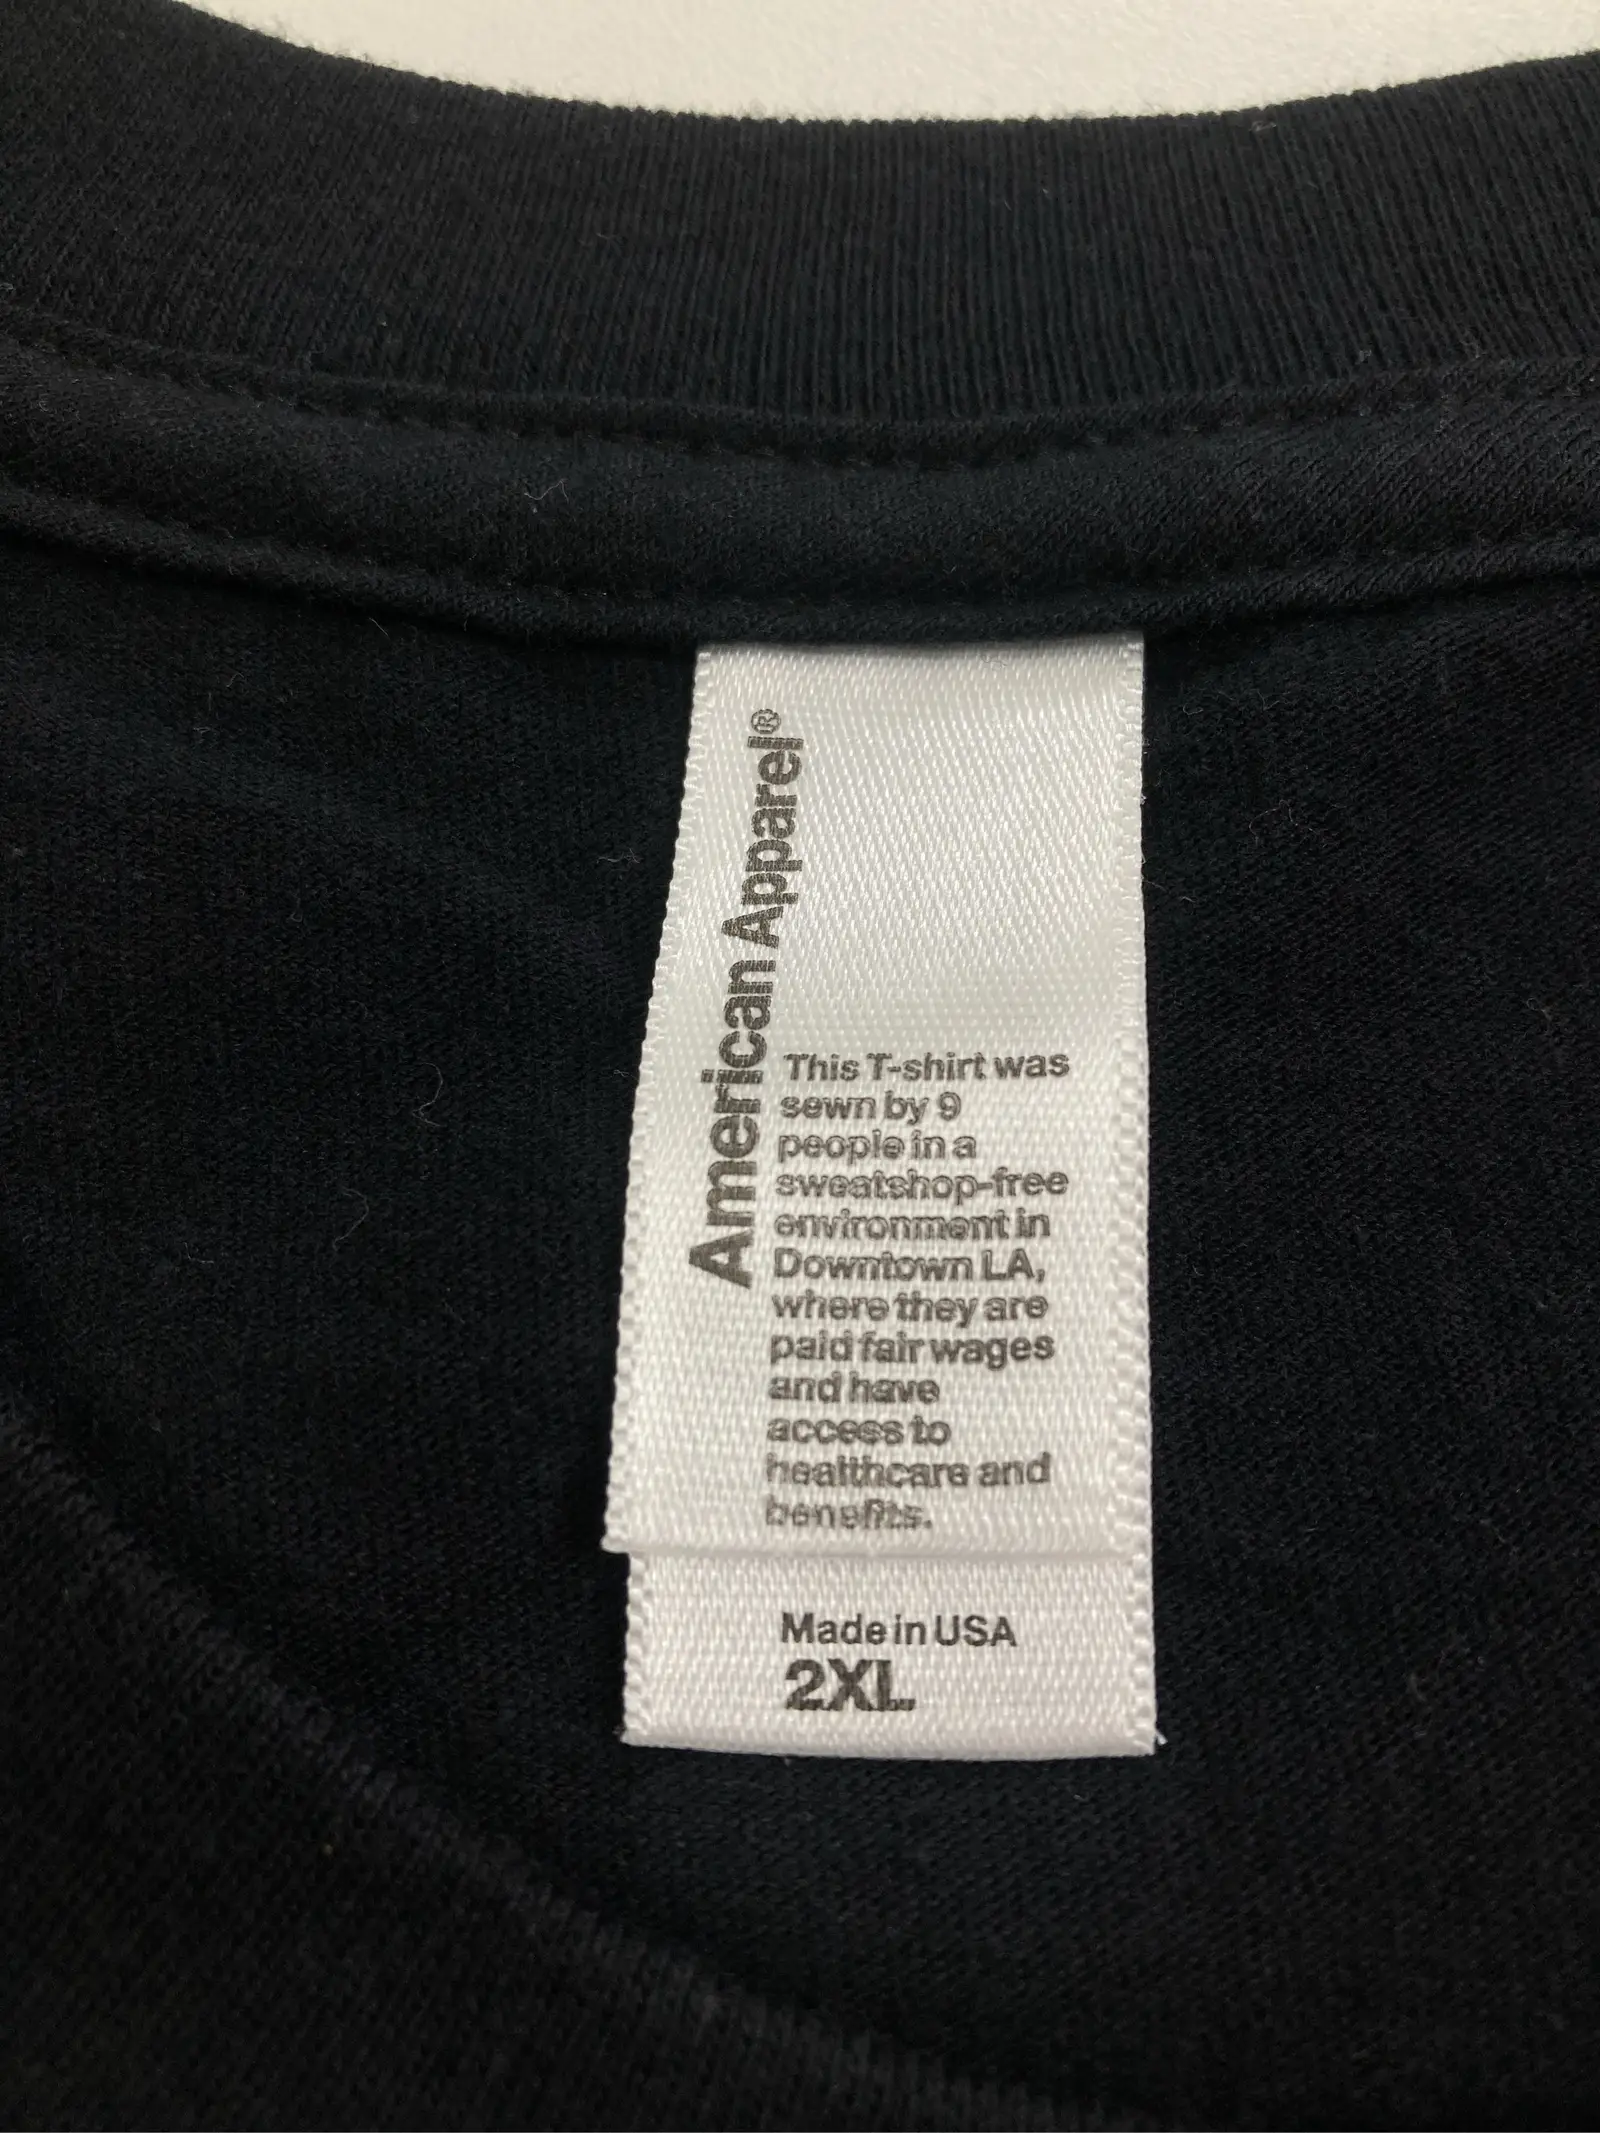 American Apparel®
This T-shirt was
sewn by 9
people in a
sweatshop-free
environment in
Downtown LA,
where they are
paid fair wages
and have
access to
healthcare and
benefits.
Made in USA
2XL